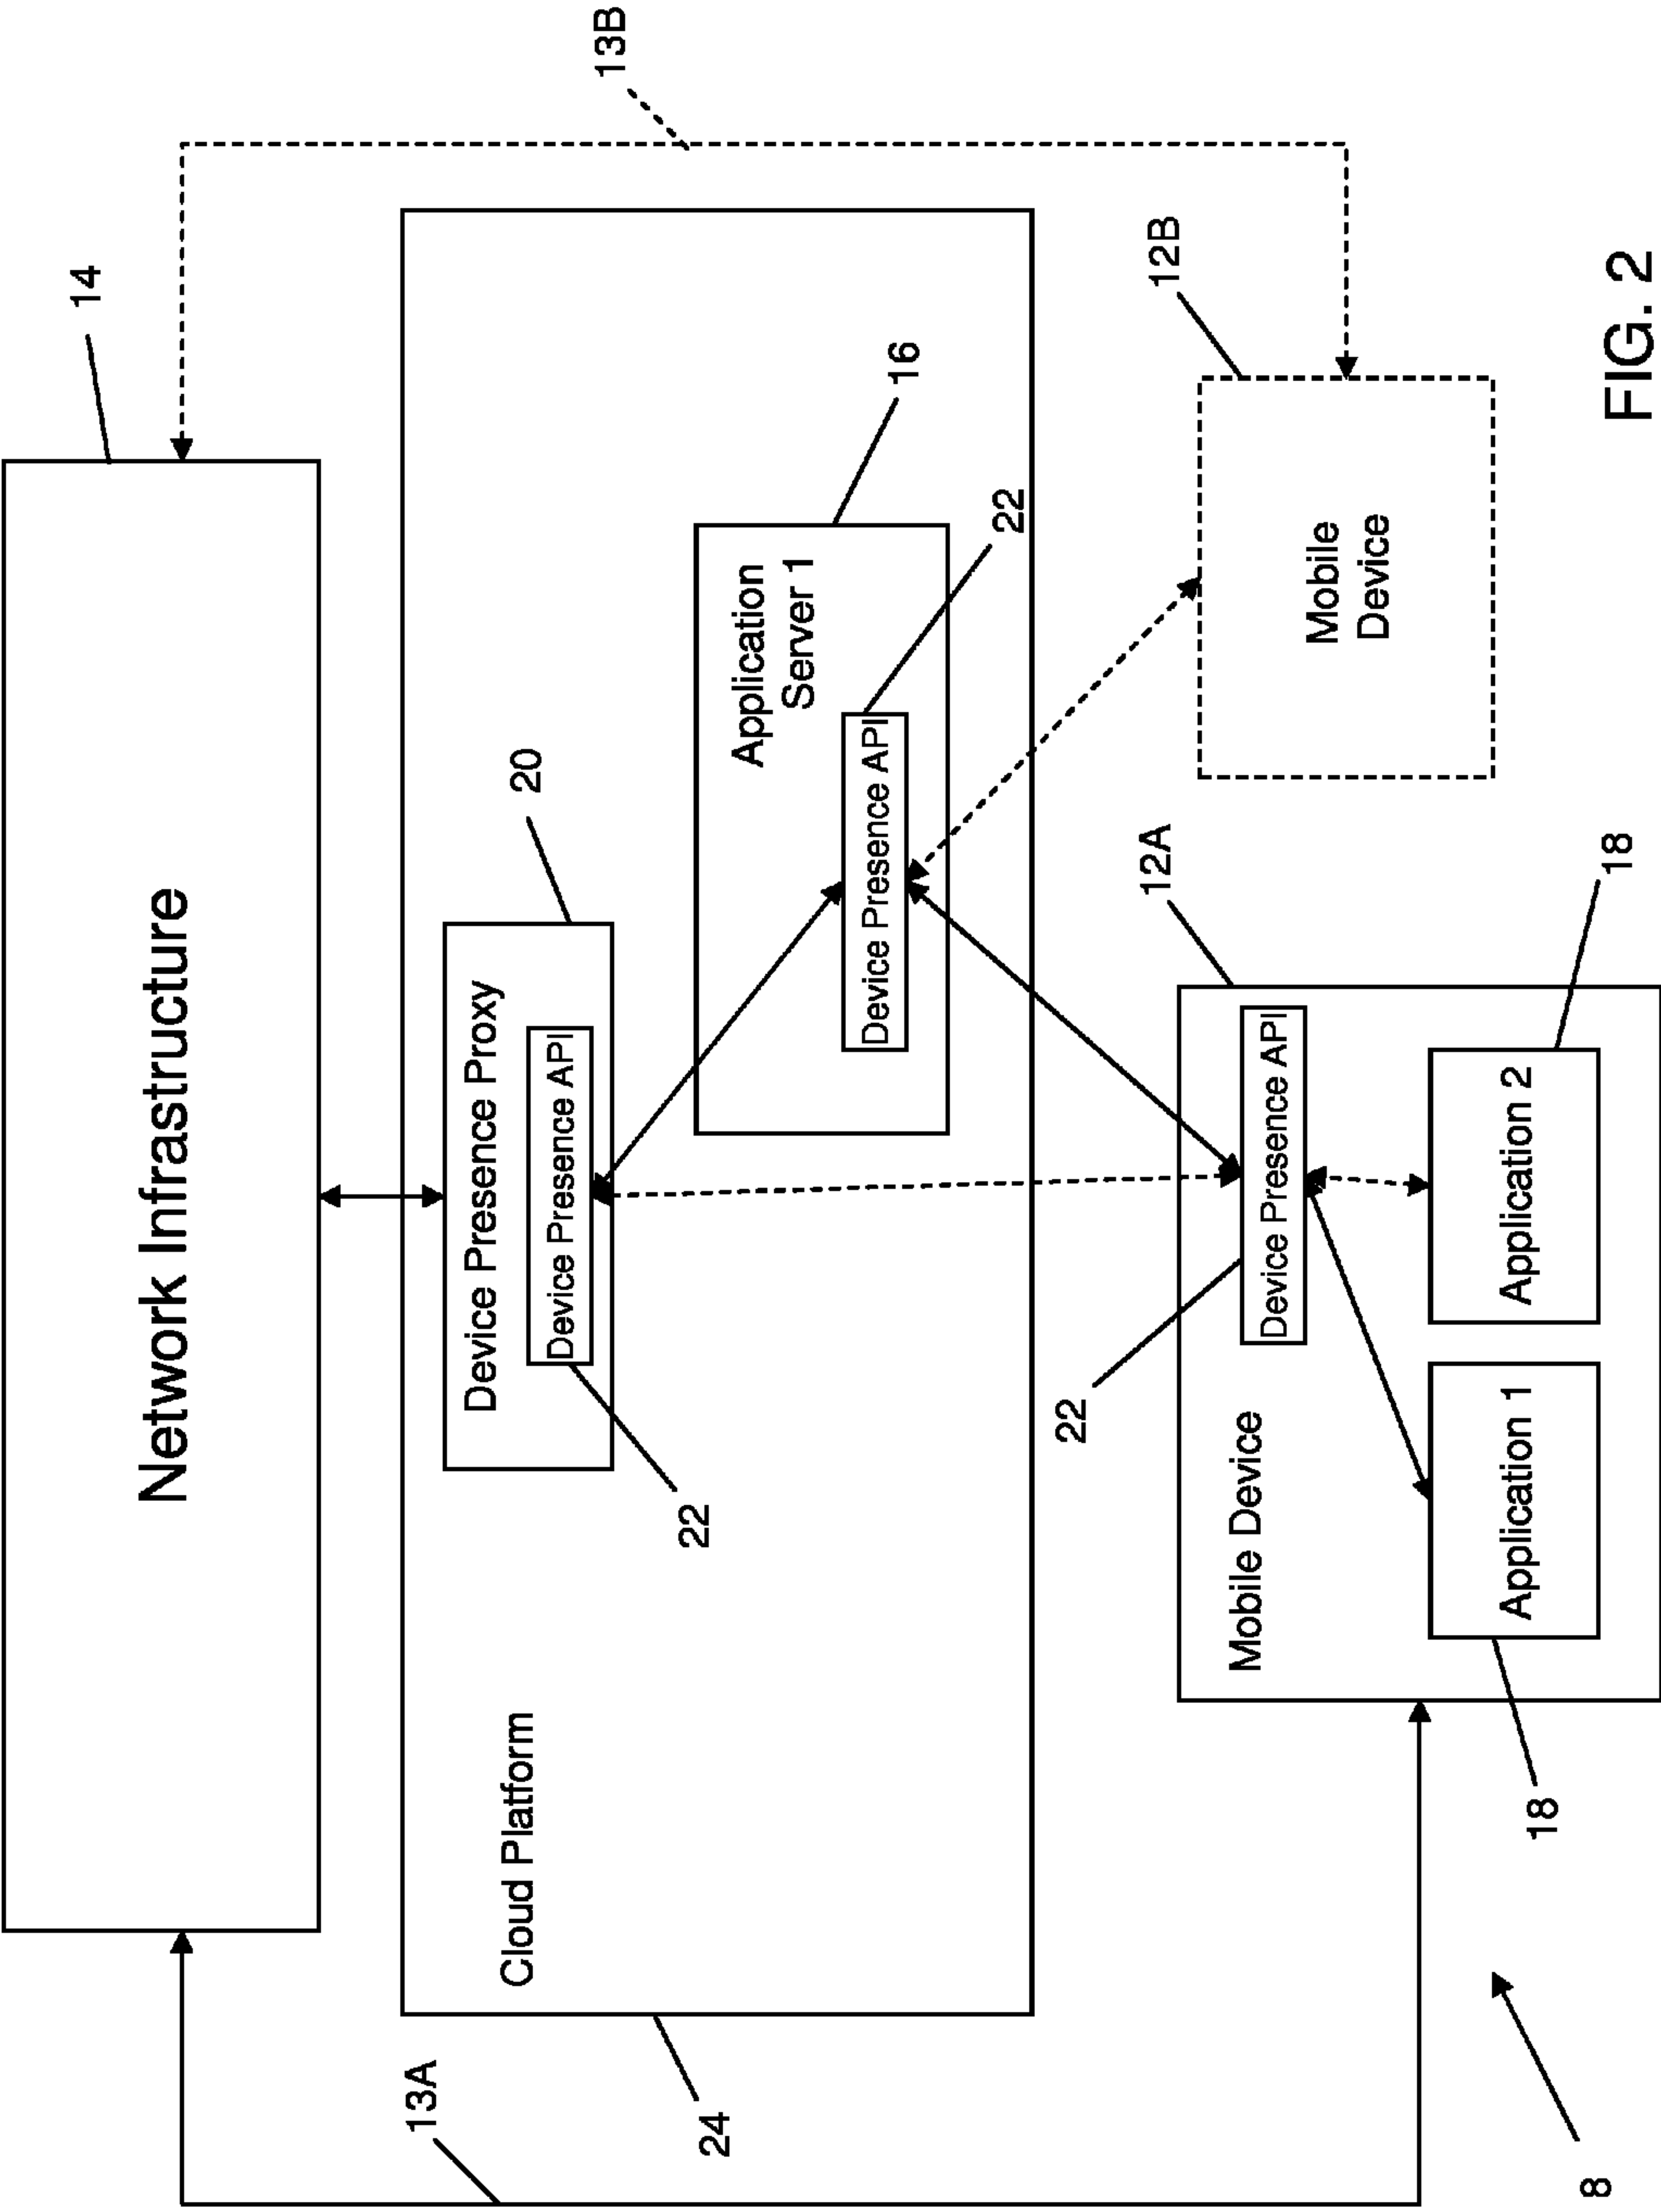 14
Network Infrastructure
13A
13B
Cloud Platform
20
Device Presence Proxy
Device Presence API
22
24
Application
Server 1
16
Device Presence API
22
22
12A
12B
Mobile Device
Device Presence API
Mobile
Device
Application 1
Application 2
18
18
8
FIG. 2